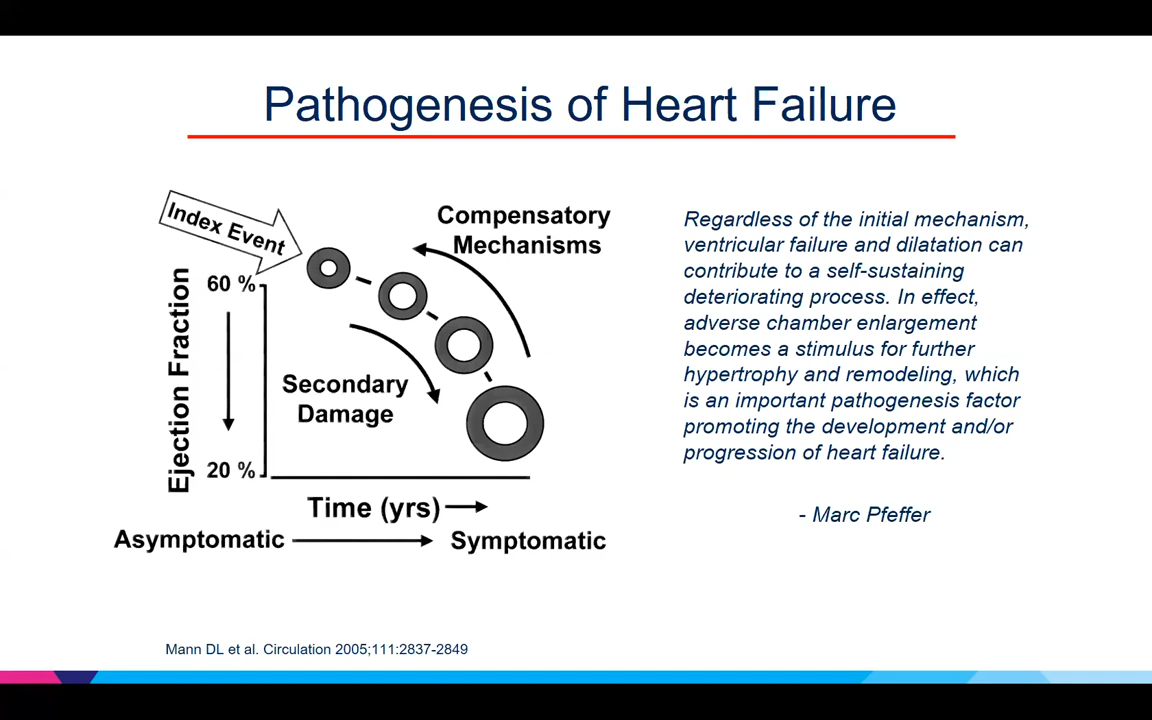 Pathogenesis of Heart Failure
Index Event
Compensatory
Mechanisms
60 %
Ejection Fraction
Secondary
Damage
20 %
Time (yrs)
Asymptomatic
Symptomatic
Regardless of the initial mechanism,
ventricular failure and dilatation can
contribute to a self-sustaining
deteriorating process. In effect,
adverse chamber enlargement
becomes a stimulus for further
hypertrophy and remodeling, which
is an important pathogenesis factor
promoting the development and/or
progression of heart failure.
- Marc Pfeffer
Mann DL et al. Circulation 2005;111:2837-2849